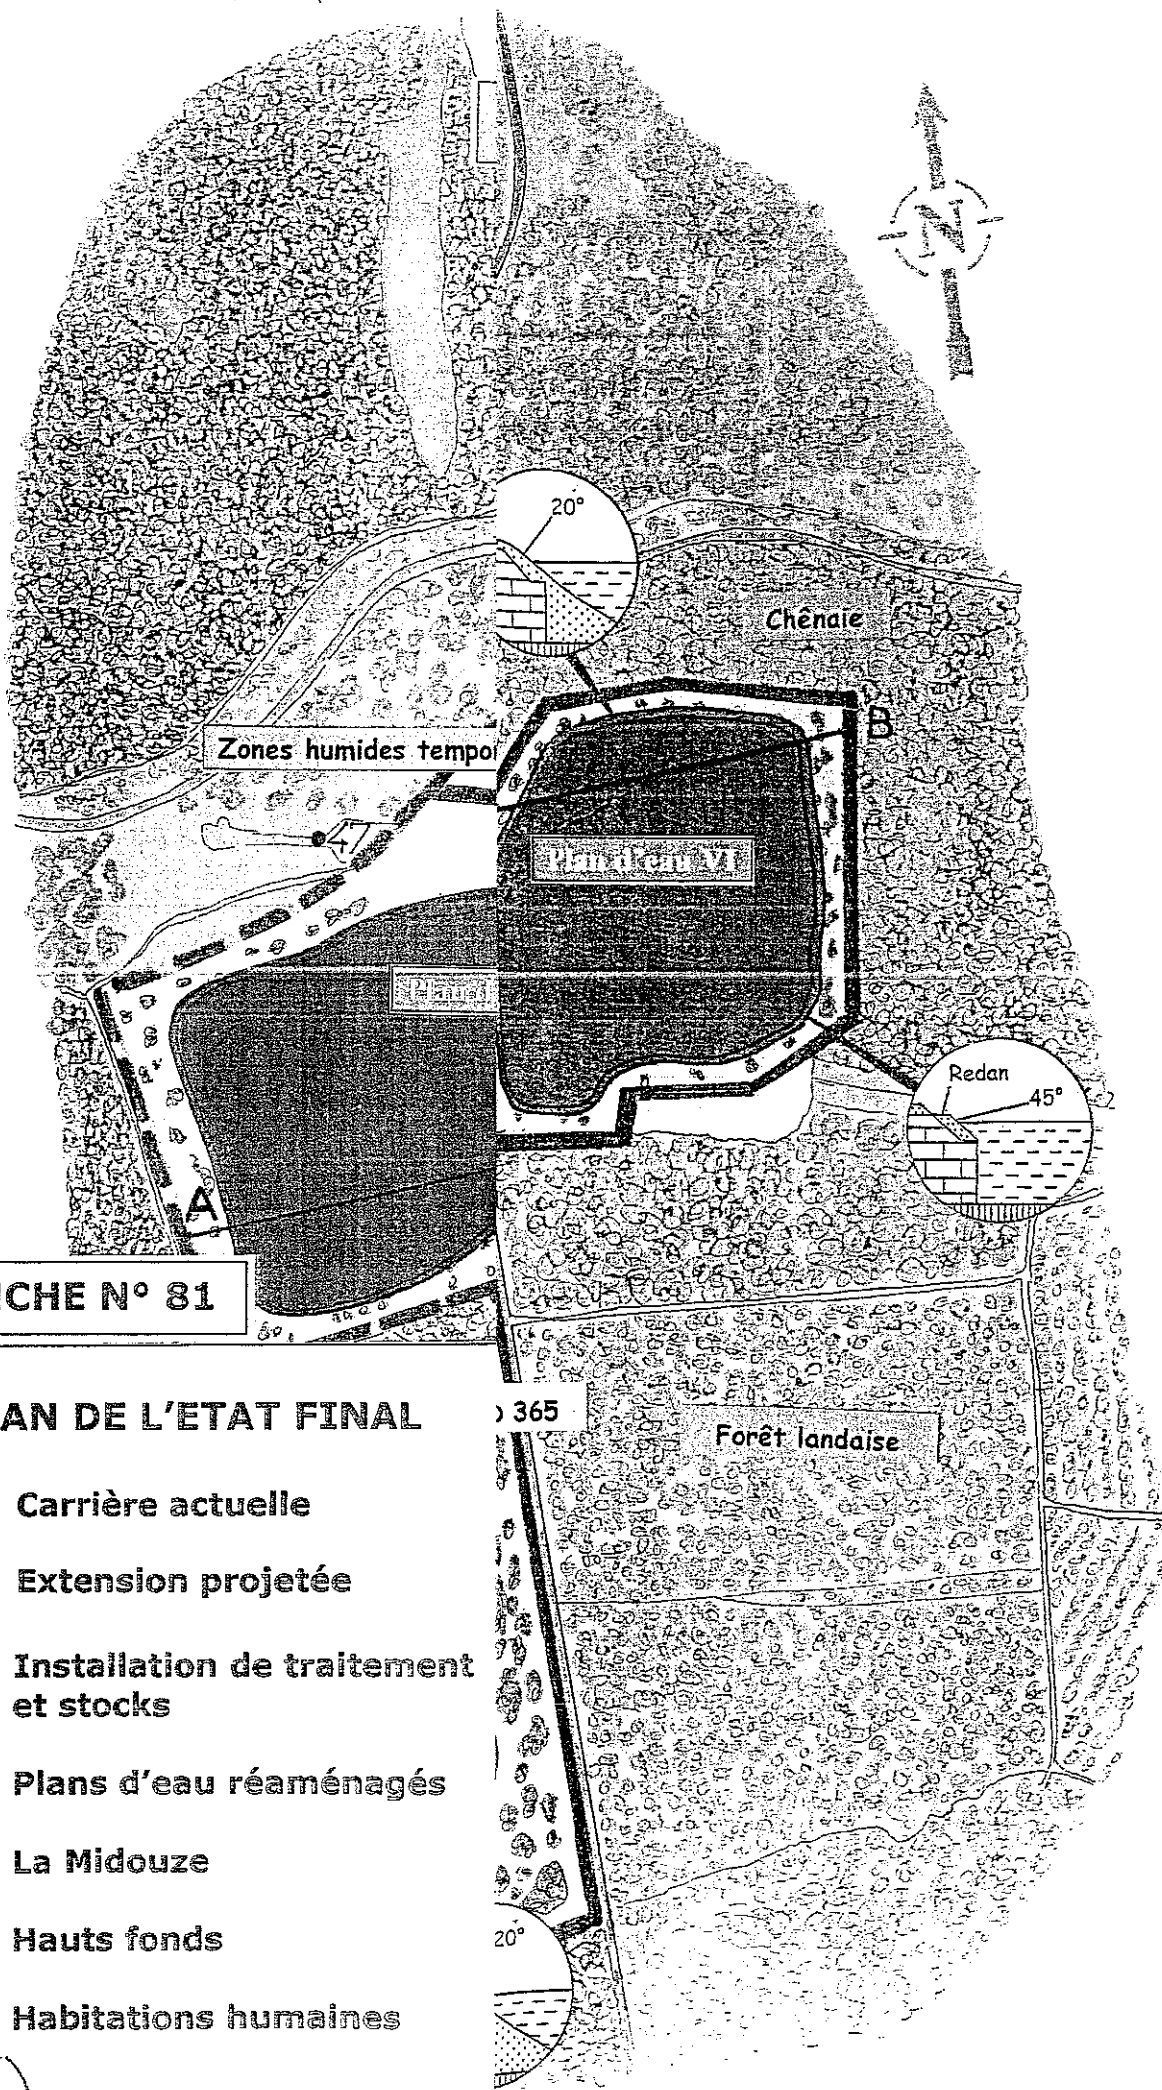 N
20°
Chênaie
B
Zones humides tempo
47
Plan d'eau VI
Plan d
Redan
45°
A
CHE N° 81
AN DE L'ETAT FINAL
365
Forêt landaise
Carrière actuelle
Extension projetée
Installation de traitement
et stocks
Plans d'eau réaménagés
La Midouze
Hauts fonds
20°
Habitations humaines